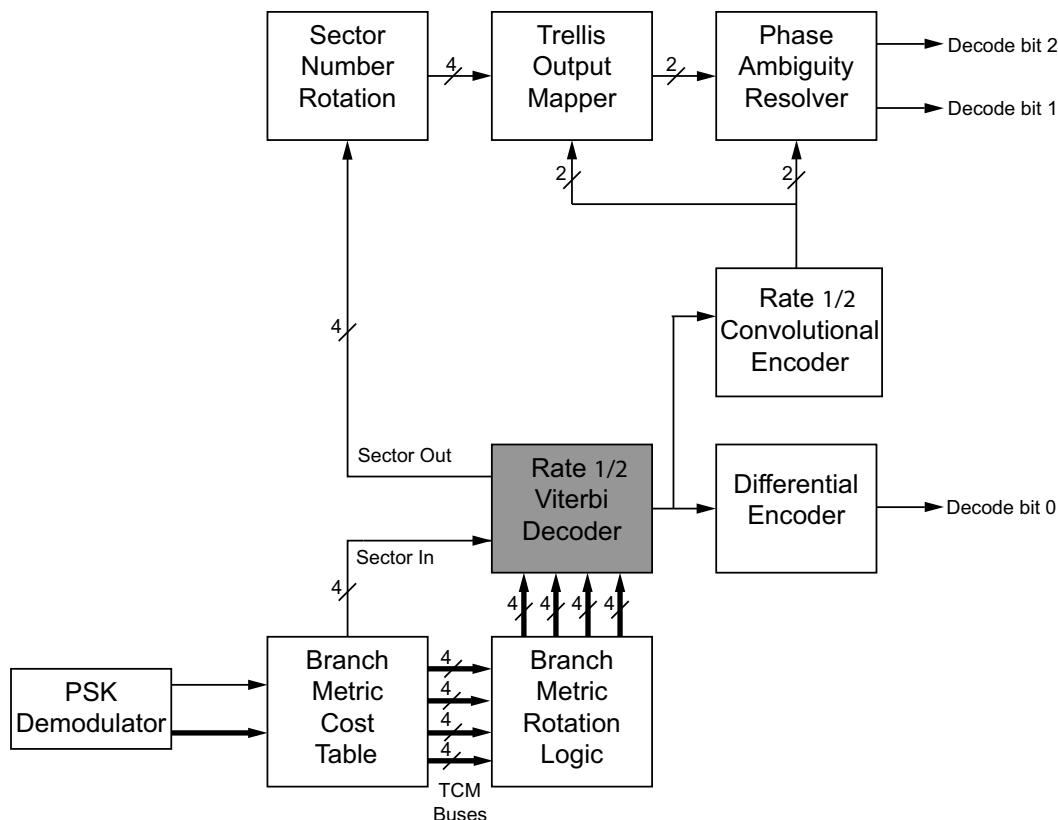 Sector
Number
Rotation
4
Trellis
Output
Mapper
2
Phase
Ambiguity
Resolver
Decode bit 2
Decode bit 1
2
2
4
Rate 1/2
Convolutional
Encoder
Sector Out
Rate 1/2
Viterbi
Decoder
Differential
Encoder
Decode bit 0
Sector In
4
4
4
4
4
PSK
Demodulator
Branch
Metric
Cost
Table
4
4
4
4
Branch
Metric
Rotation
Logic
TCM
Buses